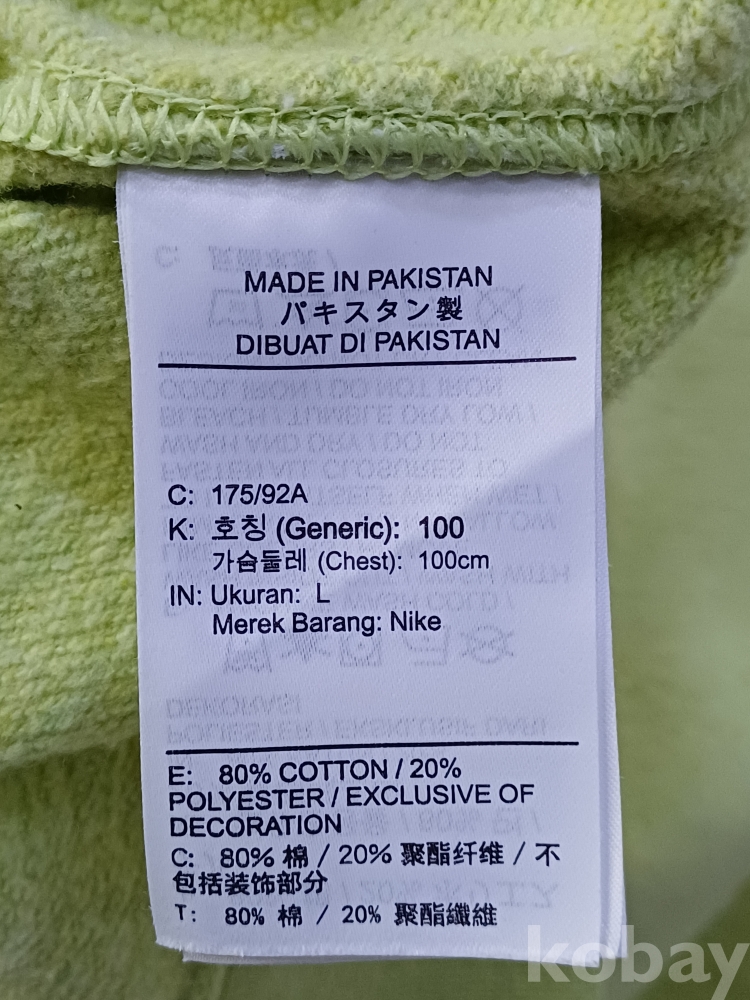 MADE IN PAKISTAN
パキスタン製
DIBUAT DI PAKISTAN
C: 175/92A
K: 호칭 (Generic): 100
가슴둘레 (Chest): 100cm
IN: Ukuran: L
Merek Barang: Nike
E: 80% COTTON / 20%
POLYESTER / EXCLUSIVE OF
DECORATION
C: 80% 棉 / 20% 聚酯纤维 / 不
包括装饰部分
T: 80% 棉 / 20% 聚酯纖維
kobay